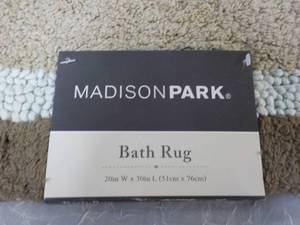 MADISONPARK®
Bath Rug
20in W x 30in L (51cm x 76cm)